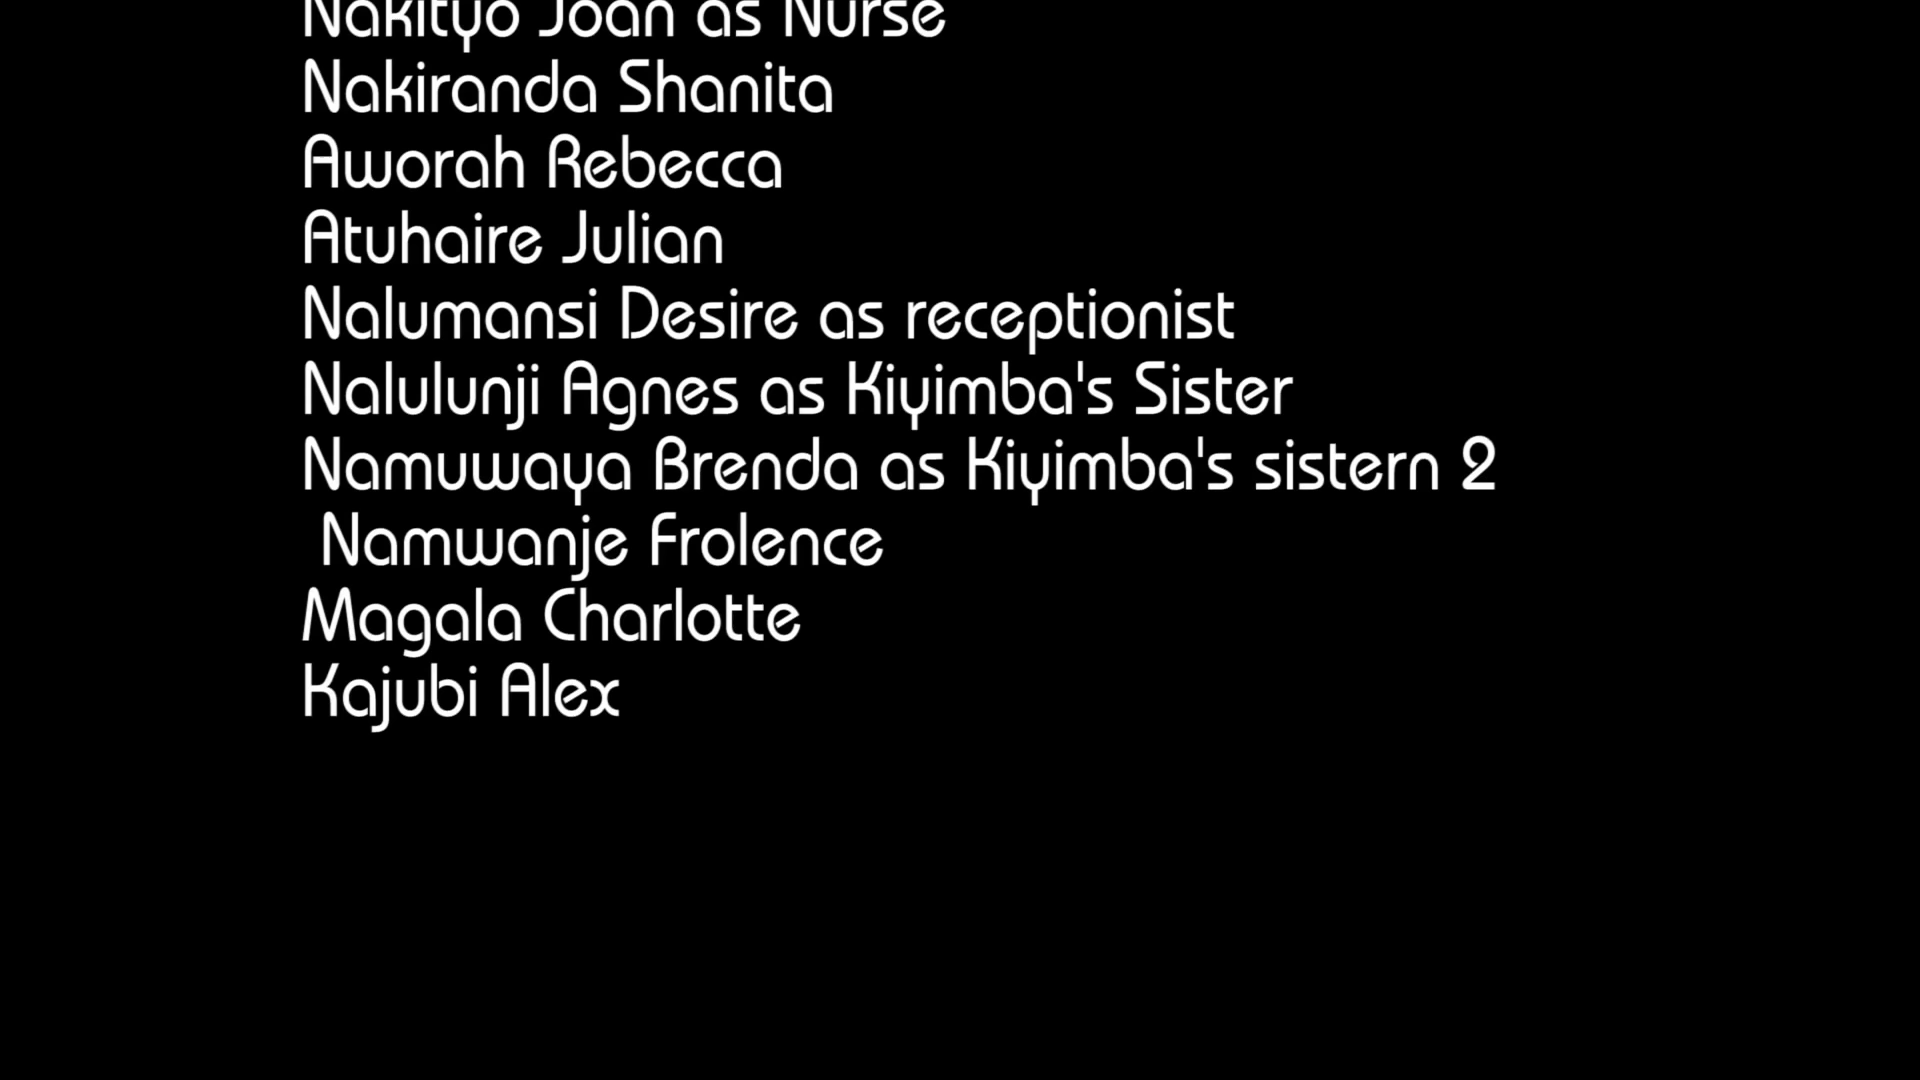 Nakityo Joan as Nurse
Nakiranda Shanita
Aworah Rebecca
Atuhaire Julian
Nalumansi Desire as receptionist
Nalulunji Agnes as Kiyimba's Sister
Namuwaya Brenda as Kiyimba's sistern 2
Namwanje Frolence
Magala Charlotte
Kajubi Alex